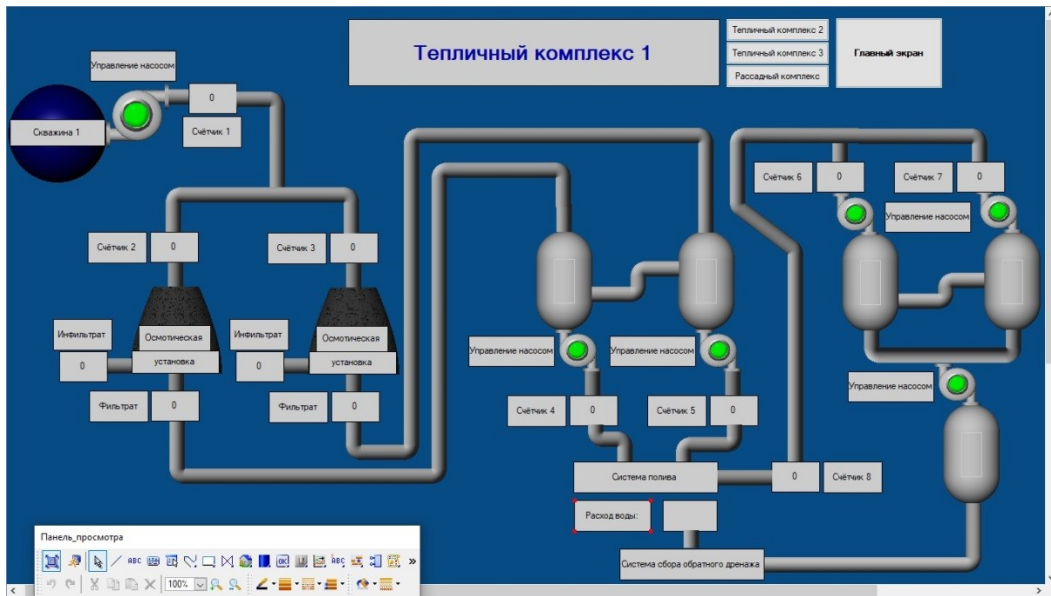 Тепличный комплекс 1
Тепличный комплекс 2
Тепличный комплекс 3
Рассадный комплекс
Главный экран
Управление насосом
0
Скважина 1
Счётчик 1
Счётчик 6
0
Счётчик 7
0
Управление насосом
Счётчик 2
0
Счётчик 3
0
Инфильтрат
0
Осмотическая
установка
Инфильтрат
0
Осмотическая
установка
Управление насосом
Управление насосом
Управление насосом
Фильтрат
0
Фильтрат
0
Счётчик 4
0
Счётчик 5
0
Система полива
0
Счётчик 8
Расход воды:
Система сбора обратного дренажа
Панель_просмотра
ABC
OK
ABC
100%